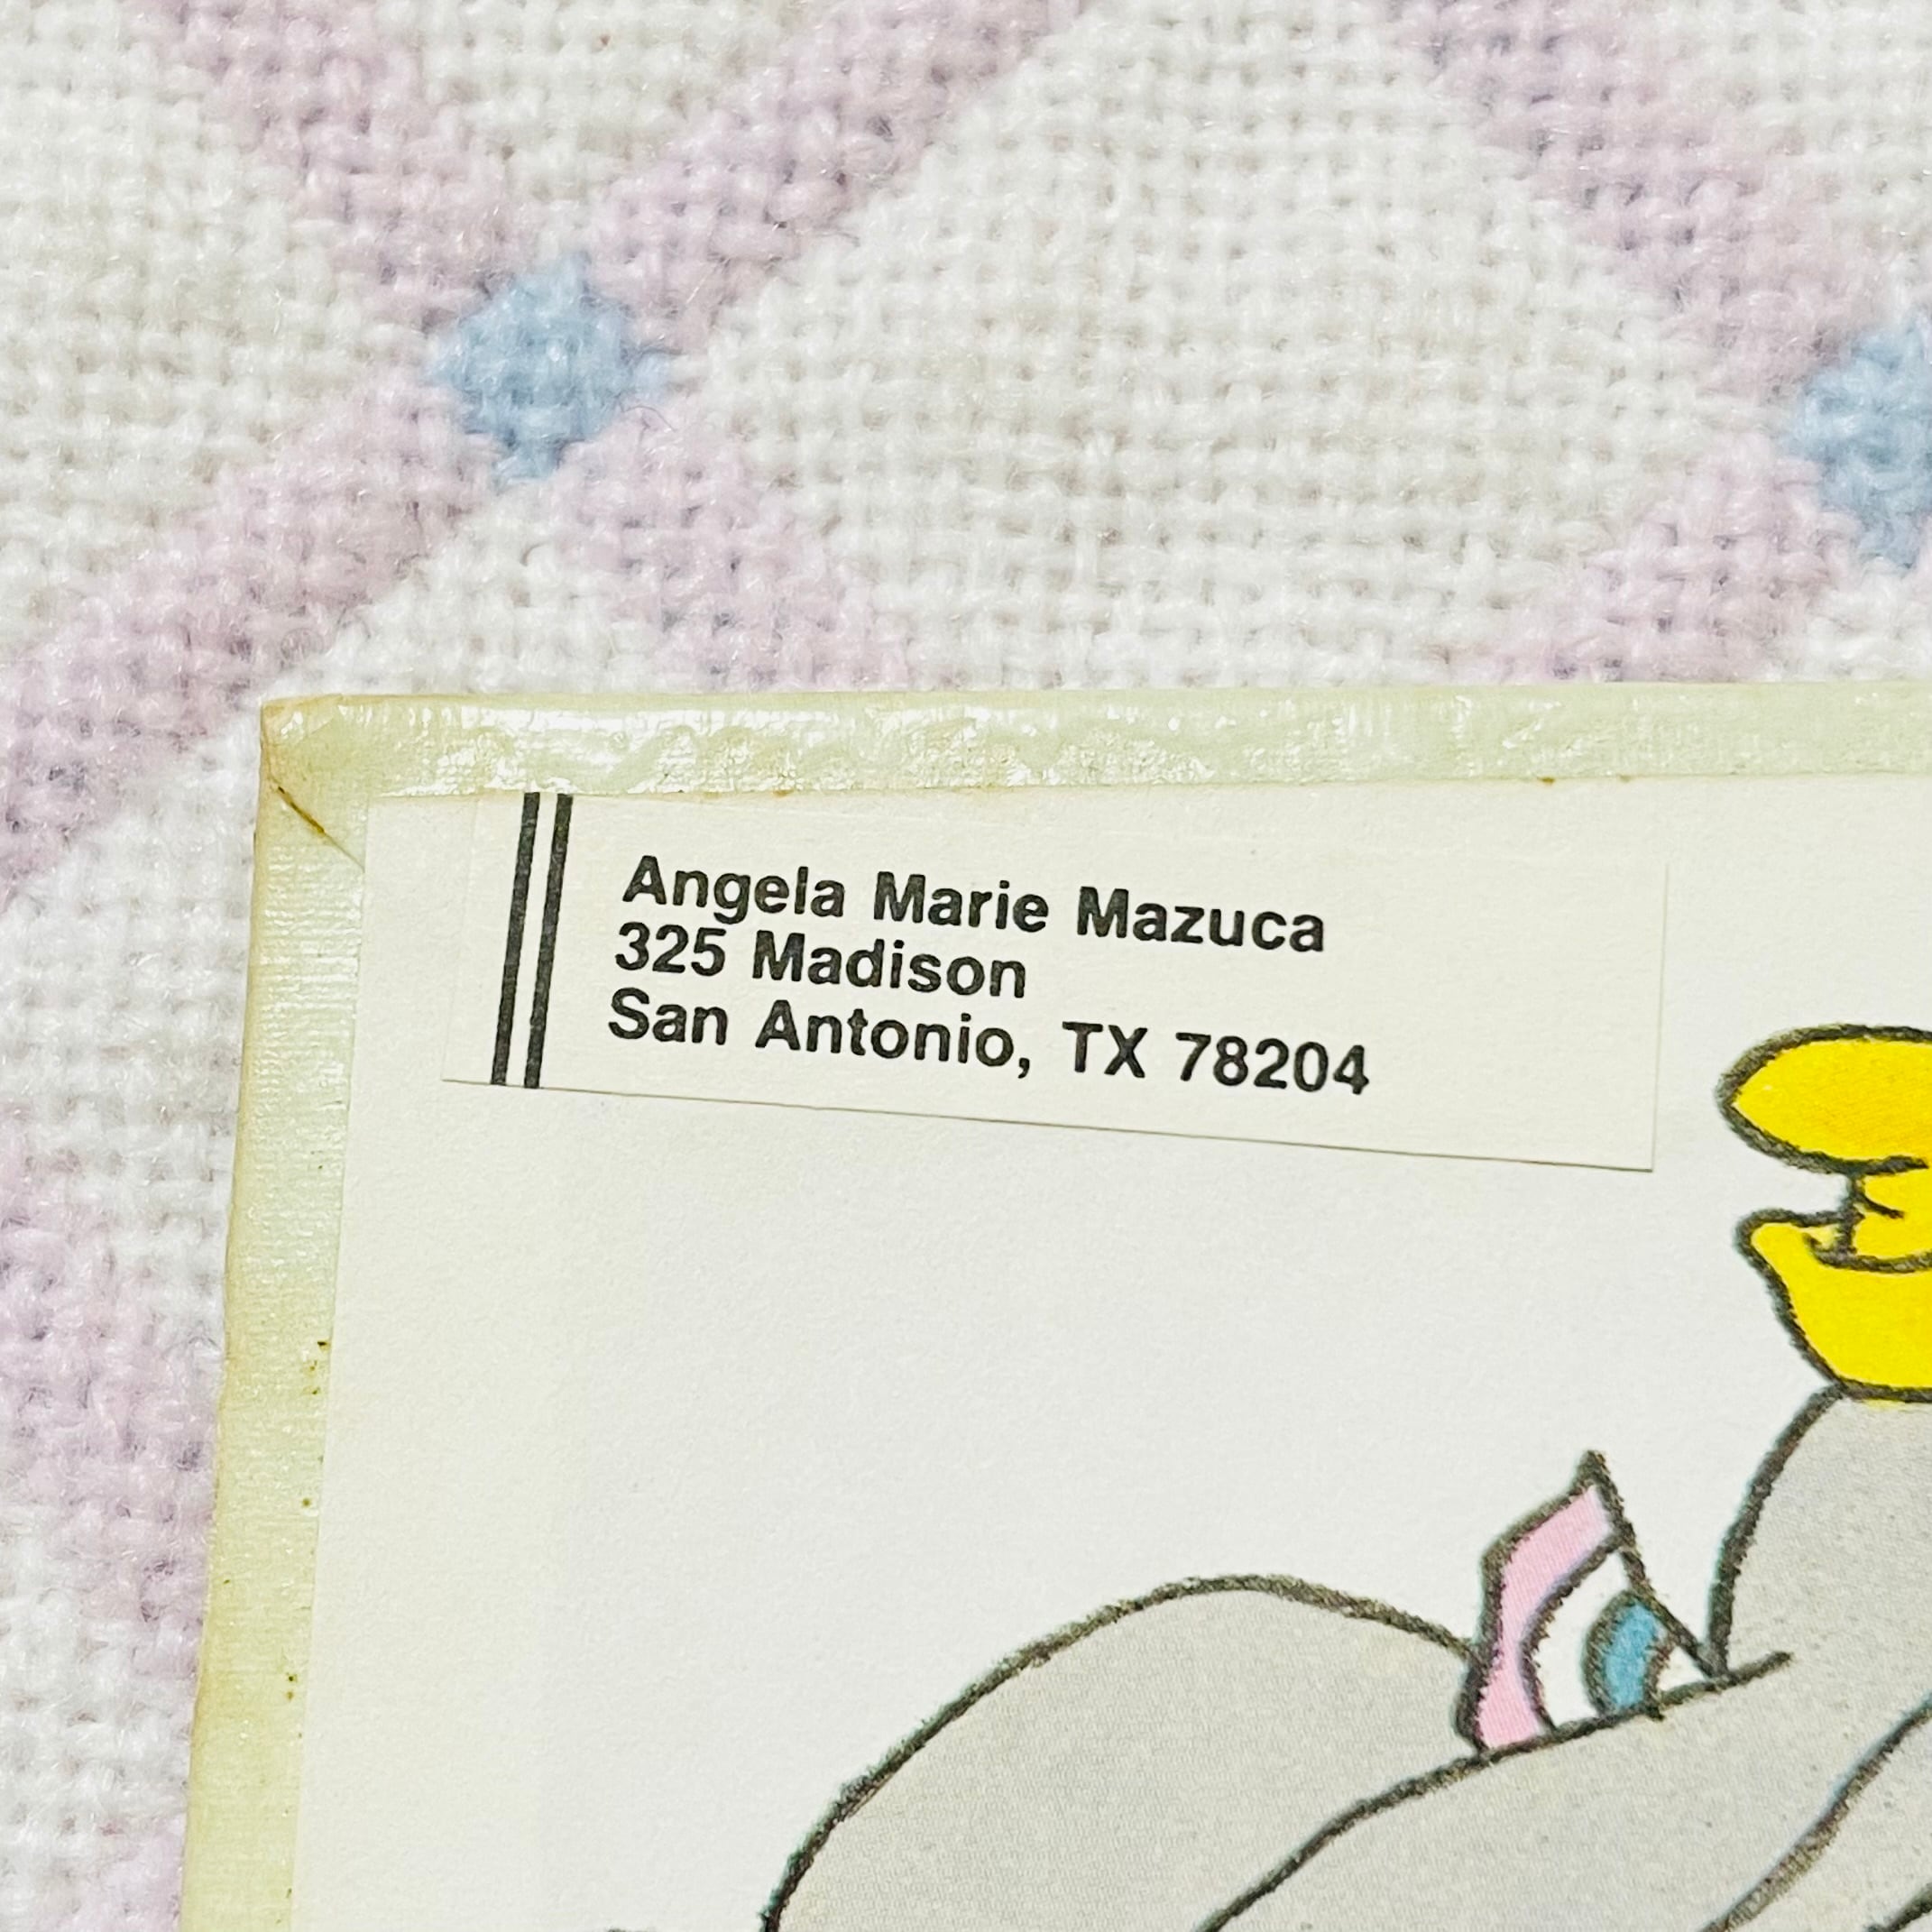 Angela Marie Mazuca
325 Madison
San Antonio, TX 78204